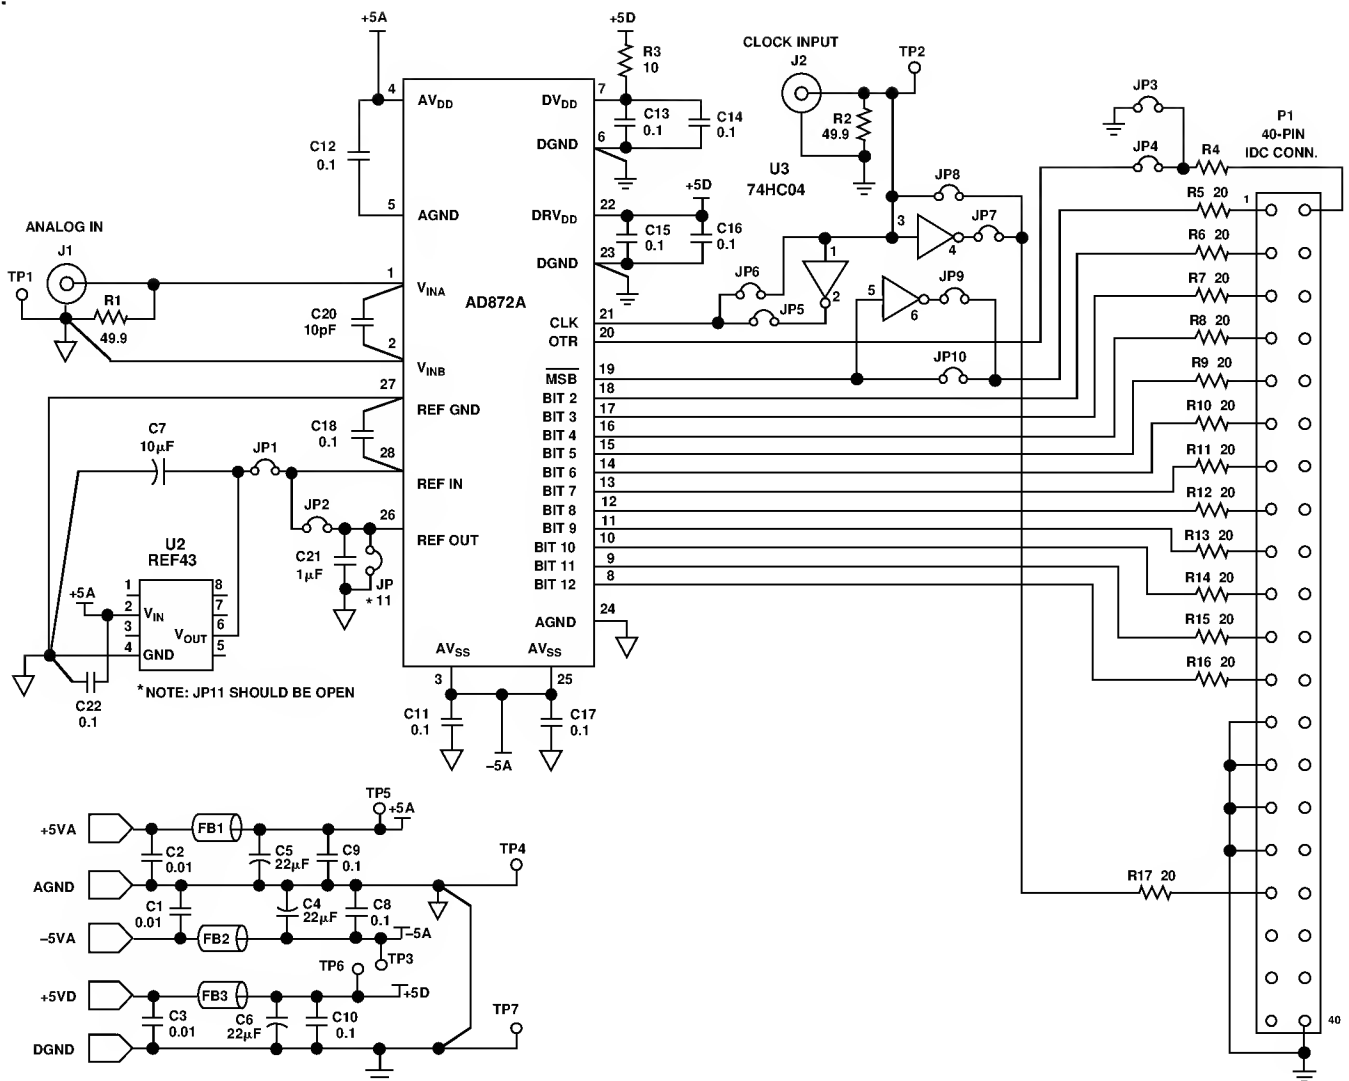 +5A
+5D
R3
10
CLOCK INPUT
J2
TP2
JP3
P1
40-PIN
IDC CONN.
4
AVDD
DVDD
7
C13
0.1
C14
0.1
R2
49.9
C12
0.1
DGND
6
U3
74HC04
JP4
R4
JP8
5
AGND
DRVDD
22
+5D
R5 20
1
ANALOG IN
J1
C15
0.1
C16
0.1
3
4
JP7
R6 20
DGND
23
1
2
TP1
R1
49.9
1
VINA
AD872A
JP6
JP5
5
6
JP9
R7 20
C20
10pF
CLK
21
OTR
20
R8 20
2
VINB
JP10
R9 20
27
REF GND
MSB
19
BIT 2
18
BIT 3
17
BIT 4
16
BIT 5
15
BIT 6
14
BIT 7
13
BIT 8
12
BIT 9
11
BIT 10
10
BIT 11
9
BIT 12
8
R10 20
R11 20
R12 20
R13 20
R14 20
R15 20
R16 20
C7
10µF
JP1
C18
0.1
28
REF IN
JP2
26
REF OUT
C21
1µF
JP
* 11
U2
REF43
+5A
1
2
3
4
VIN
VOUT
GND
8
7
6
5
AGND
24
C22
0.1
*NOTE: JP11 SHOULD BE OPEN
AVSS
AVSS
3
25
C11
0.1
C17
0.1
–5A
TP5
+5A
+5VA
FB1
C2
0.01
C5
22µF
C9
0.1
TP4
AGND
C1
0.01
C4
22µF
C8
0.1
–5VA
FB2
–5A
TP3
TP6
+5VD
FB3
+5D
C3
0.01
C6
22µF
C10
0.1
TP7
DGND
R17 20
40